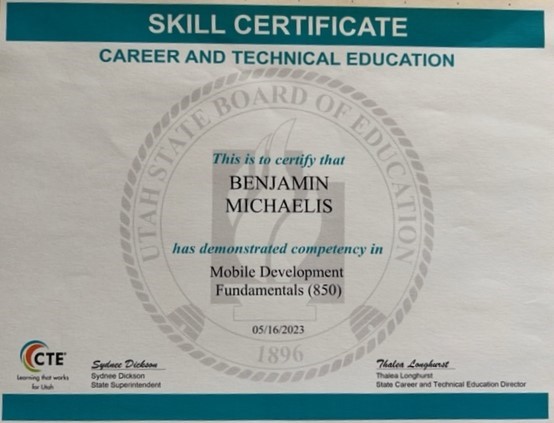 SKILL CERTIFICATE
CAREER AND TECHNICAL EDUCATION
UTAH STATE BOARD OF EDUCATION
This is to certify that
BENJAMIN
MICHAELIS
has demonstrated competency in
Mobile Development
Fundamentals (850)
05/16/2023
1896
CTE
Learning that works
for Utah
Sydnee Dickson
Sydnee Dickson
State Superintendent
Thalea Longhurst
Thalea Longhurst
State Career and Technical Education Director